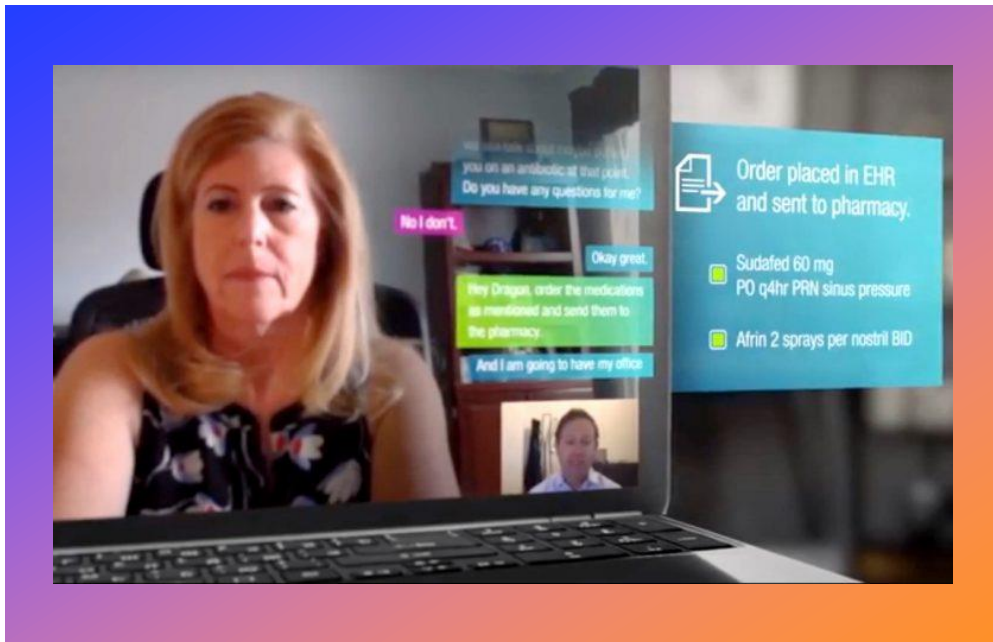 you on an antibiotic at that point.
Do you have any questions for me?
No I don't.
Okay great.
Hey Dragon, order the medications
as mentioned and send them to
the pharmacy.
And I am going to have my office
Order placed in EHR
and sent to pharmacy.
Sudafed 60 mg
PO q4hr PRN sinus pressure
Afrin 2 sprays per nostril BID